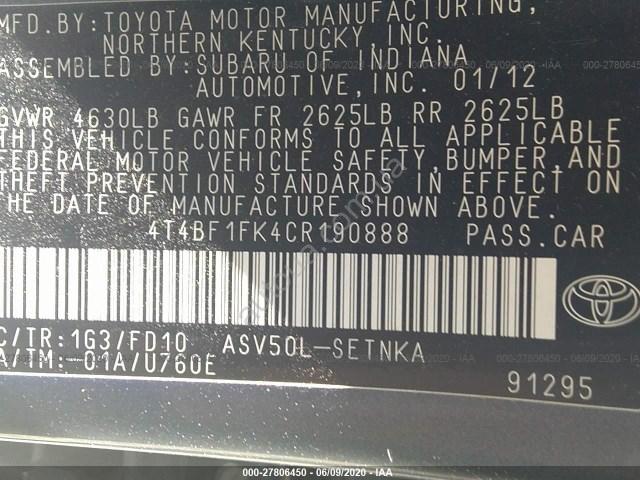 MFD.BY:TOYOTA MOTOR MANUFACTURING,
NORTHERN KENTUCKY,INC.
ASSEMBLED BY:SUBARU OF INDIANA
AUTOMOTIVE,INC. 01/12
GVWR 4630LB GAWR FR 2625LB RR 2625LB
THIS VEHICLE CONFORMS TO ALL APPLICABLE
FEDERAL MOTOR VEHICLE SAFETY,BUMPER,AND
THEFT PREVENTION STANDARDS IN EFFECT ON
THE DATE OF MANUFACTURE SHOWN ABOVE.
4T4BF1FK4CR190888 PASS.CAR
C/TR:1G3/FD10 ASV50L-SETNKA
A/TM:-01A/U760E
91295
000-27806450 - 06/09/2020 - IAA